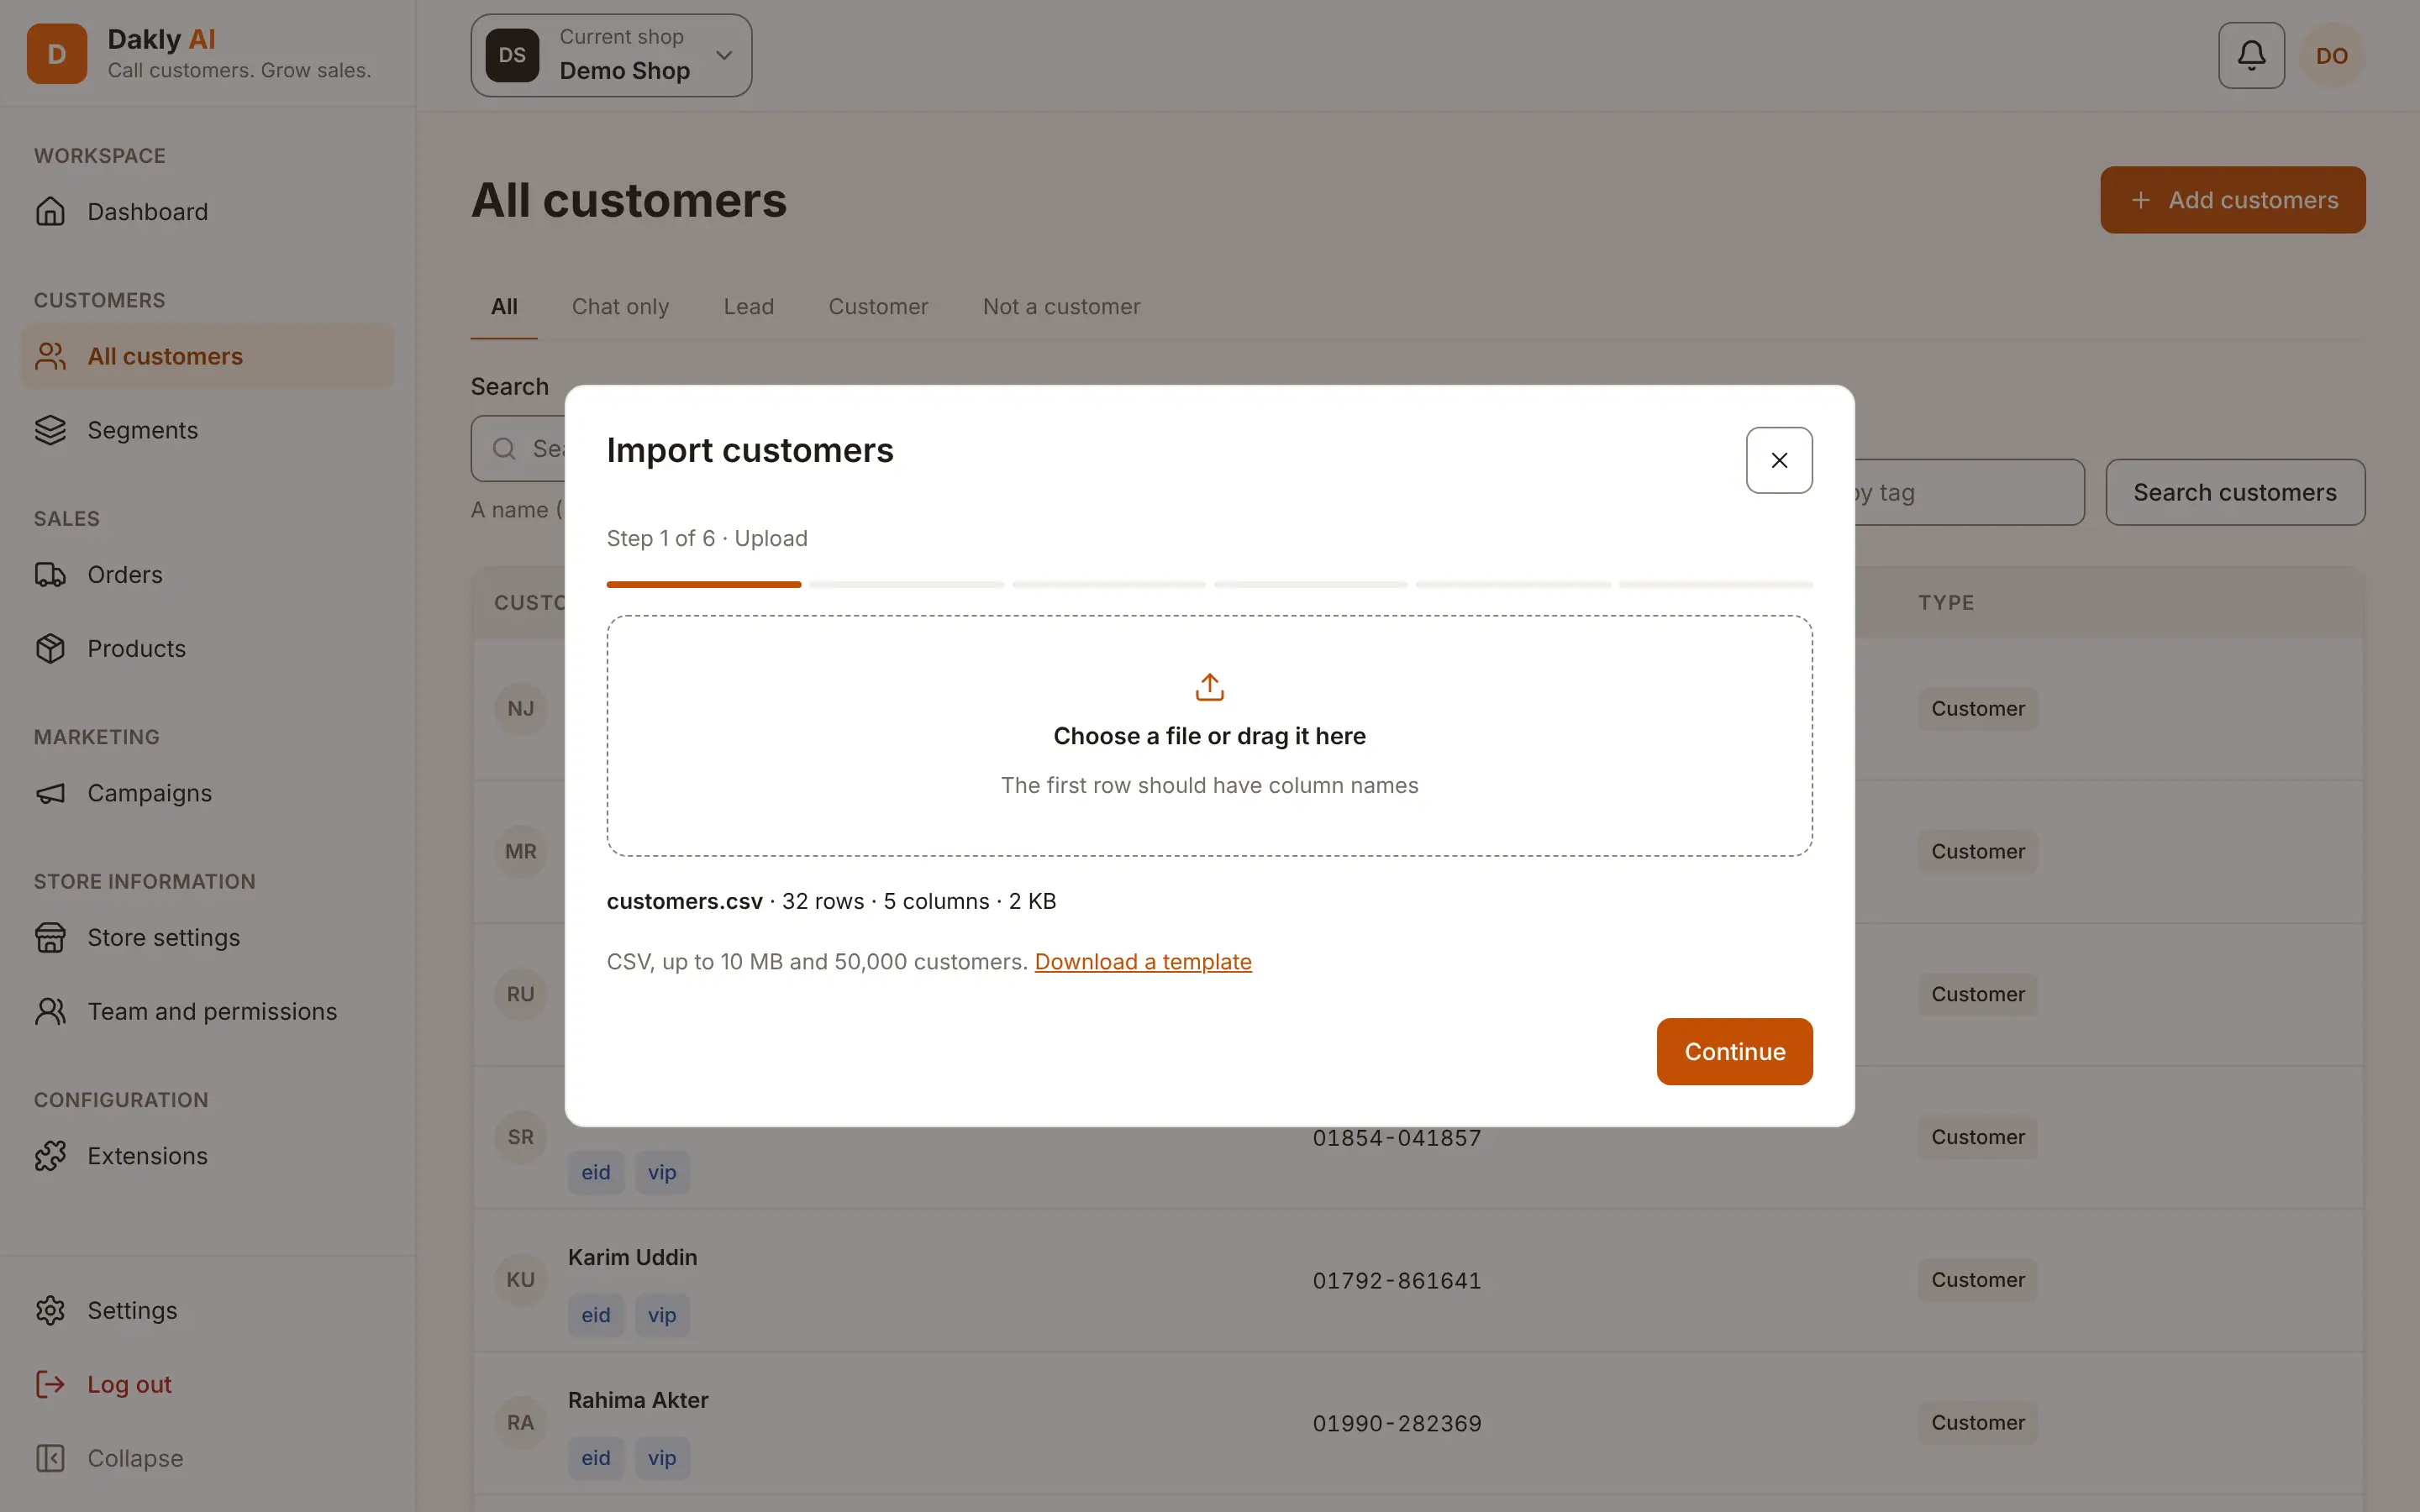 D
Dakly AI
Call customers. Grow sales.
DS
Current shop
Demo Shop
DO
WORKSPACE
Dashboard
CUSTOMERS
All customers
Segments
SALES
Orders
Products
MARKETING
Campaigns
STORE INFORMATION
Store settings
Team and permissions
CONFIGURATION
Extensions
Settings
Log out
Collapse
All customers
+ Add customers
All
Chat only
Lead
Customer
Not a customer
Search
A name (
by tag
Search customers
TYPE
Import customers
Step 1 of 6 · Upload
Choose a file or drag it here
The first row should have column names
customers.csv · 32 rows · 5 columns · 2 KB
CSV, up to 10 MB and 50,000 customers. Download a template
Continue
NJ
Customer
MR
Customer
RU
Customer
SR
eid vip
01854-041857
Customer
KU
Karim Uddin
eid vip
01792-861641
Customer
RA
Rahima Akter
eid vip
01990-282369
Customer